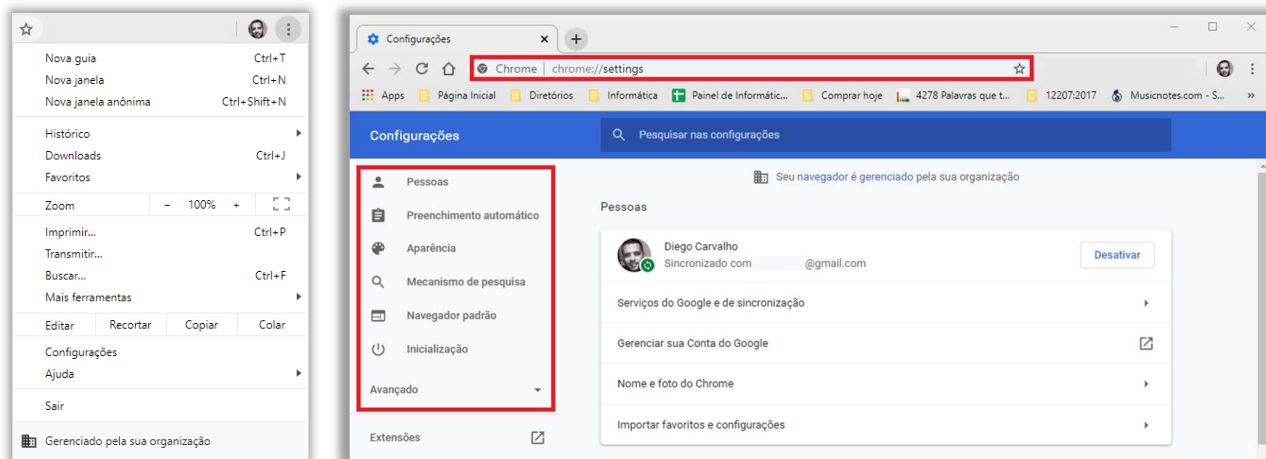 Nova guia Ctrl+T
Nova janela Ctrl+N
Nova janela anônima Ctrl+Shift+N
Histórico
Downloads Ctrl+J
Favoritos
Zoom - 100% +
Imprimir... Ctrl+P
Transmitir...
Buscar... Ctrl+F
Mais ferramentas
Editar Recortar Copiar Colar
Configurações
Ajuda
Sair
Gerenciado pela sua organização
Configurações
Chrome | chrome://settings
Apps Página Inicial Diretórios Informática Painel de Informátic... Comprar hoje 4278 Palavras que t... 12207:2017 Musicnotes.com - S... »
Configurações
Pesquisar nas configurações
Pessoas
Preenchimento automático
Aparência
Mecanismo de pesquisa
Navegador padrão
Inicialização
Avançado
Extensões
Seu navegador é gerenciado pela sua organização
Pessoas
Diego Carvalho
Sincronizado com @gmail.com
Desativar
Serviços do Google e de sincronização
Gerenciar sua Conta do Google
Nome e foto do Chrome
Importar favoritos e configurações